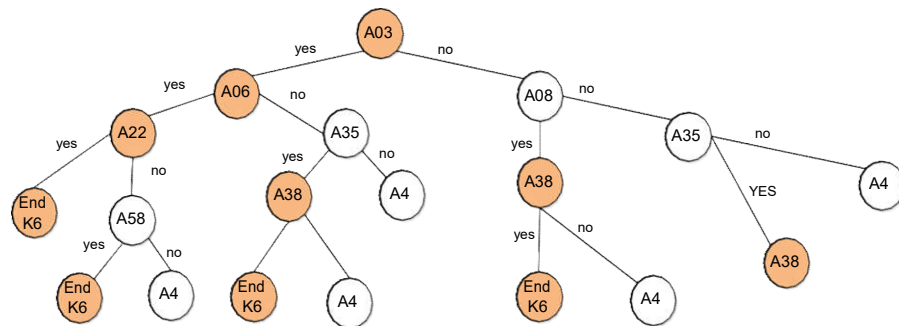 A03
yes
no
yes
A06
no
A08
no
yes
A22
no
A35
yes
A35
no
yes
no
A38
A4
yes
A38
YES
A4
End
K6
A58
yes
no
yes
no
A38
End
K6
A4
End
K6
A4
End
K6
A4